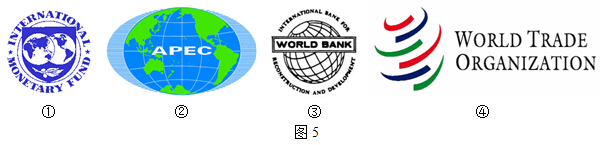 INTERNATIONAL
MONETARY FUND
APEC
INTERNATIONAL BANK FOR
WORLD BANK
RECONSTRUCTION AND DEVELOPMENT
WORLD TRADE
ORGANIZATION
① ② ③ ④
图5